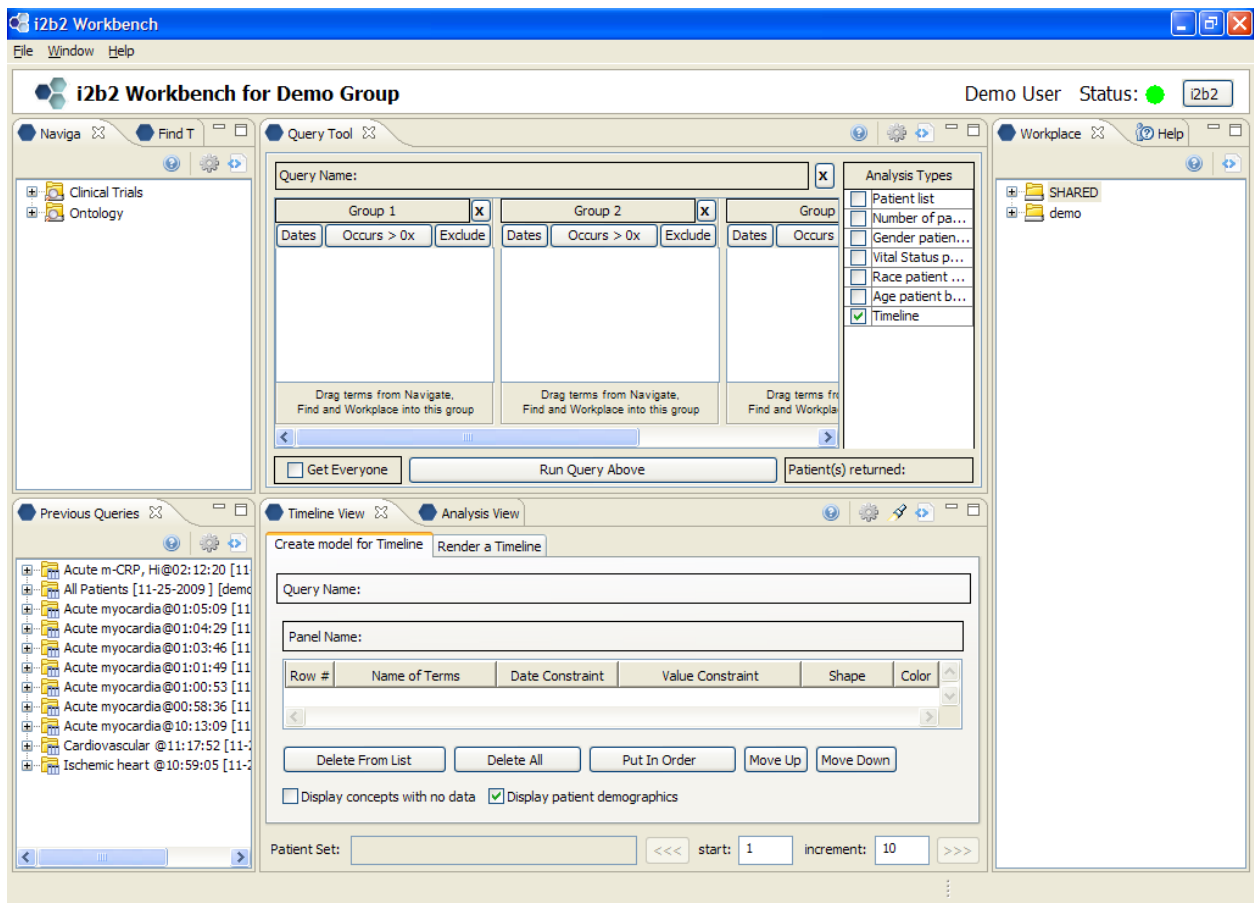 i2b2 Workbench
File Window Help
i2b2 Workbench for Demo Group
Demo User Status: i2b2
Naviga Find T
Clinical Trials
Ontology
Query Tool
Query Name: X
Group 1 X Group 2 X Group
Dates Occurs > 0x Exclude Dates Occurs > 0x Exclude Dates Occurs
Drag terms from Navigate, Drag terms from Navigate, Drag terms fro
Find and Workplace into this group Find and Workplace into this group Find and Workpla
Analysis Types
Patient list
Number of pa...
Gender patien...
Vital Status p...
Race patient ...
Age patient b...
Timeline
Get Everyone Run Query Above Patient(s) returned:
Workplace Help
SHARED
demo
Previous Queries
Acute m-CRP, Hi@02:12:20 [11
All Patients [11-25-2009 ] [demo
Acute myocardia@01:05:09 [11
Acute myocardia@01:04:29 [11
Acute myocardia@01:03:46 [11
Acute myocardia@01:01:49 [11
Acute myocardia@01:00:53 [11
Acute myocardia@00:58:36 [11
Acute myocardia@10:13:09 [11
Cardiovascular @11:17:52 [11-2
Ischemic heart @10:59:05 [11-2
Timeline View Analysis View
Create model for Timeline Render a Timeline
Query Name:
Panel Name:
Row # Name of Terms Date Constraint Value Constraint Shape Color
Delete From List Delete All Put In Order Move Up Move Down
Display concepts with no data Display patient demographics
Patient Set: <<< start: 1 increment: 10 >>>